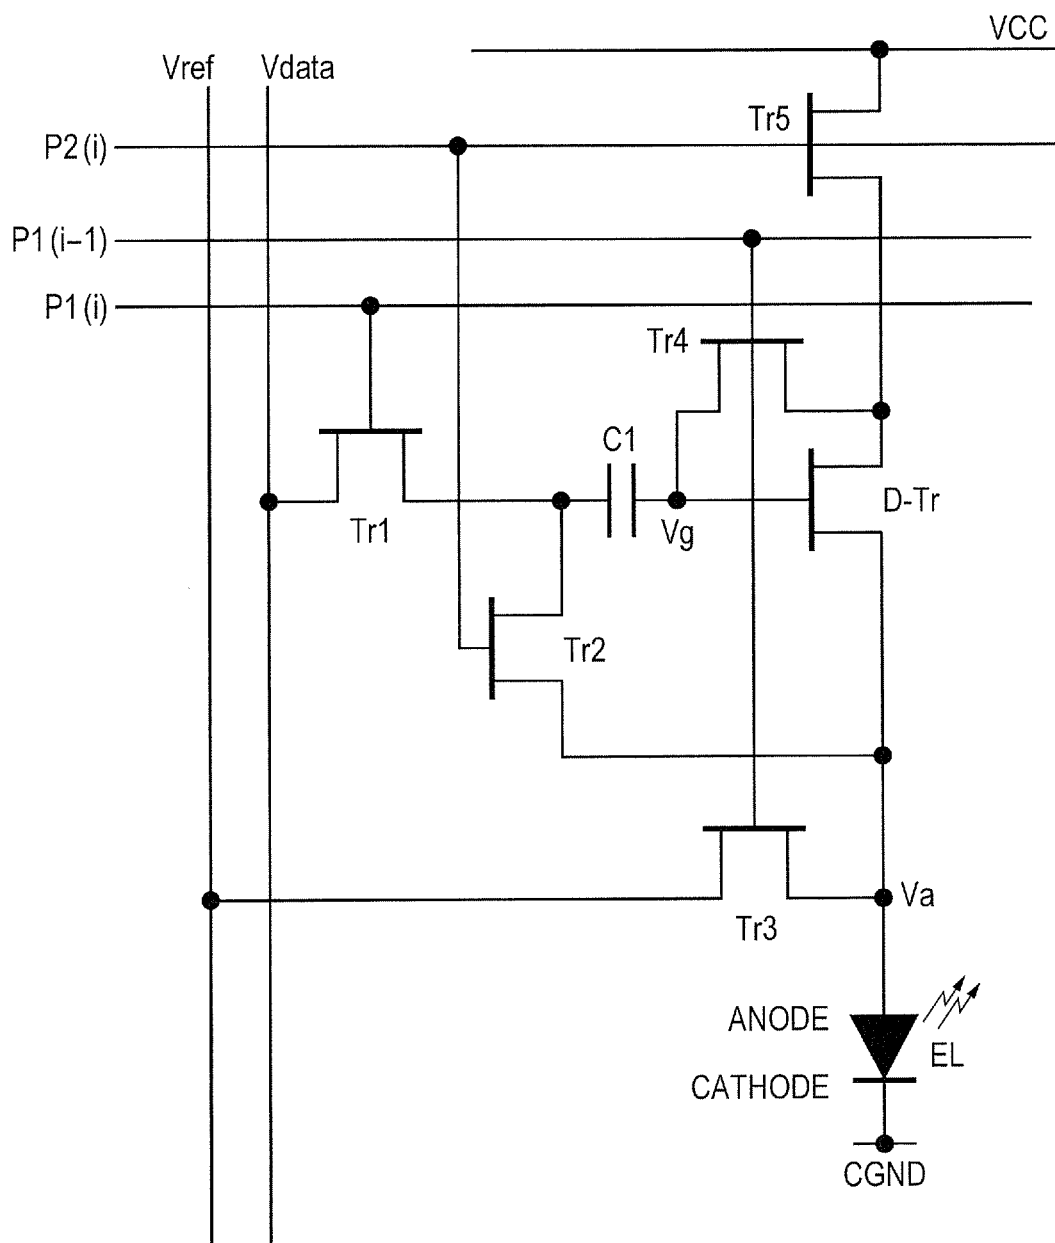 VCC
Vref
Vdata
Tr5
P2(i)
P1(i–1)
P1(i)
Tr4
C1
D-Tr
Tr1
Vg
Tr2
Va
Tr3
ANODE
EL
CATHODE
CGND